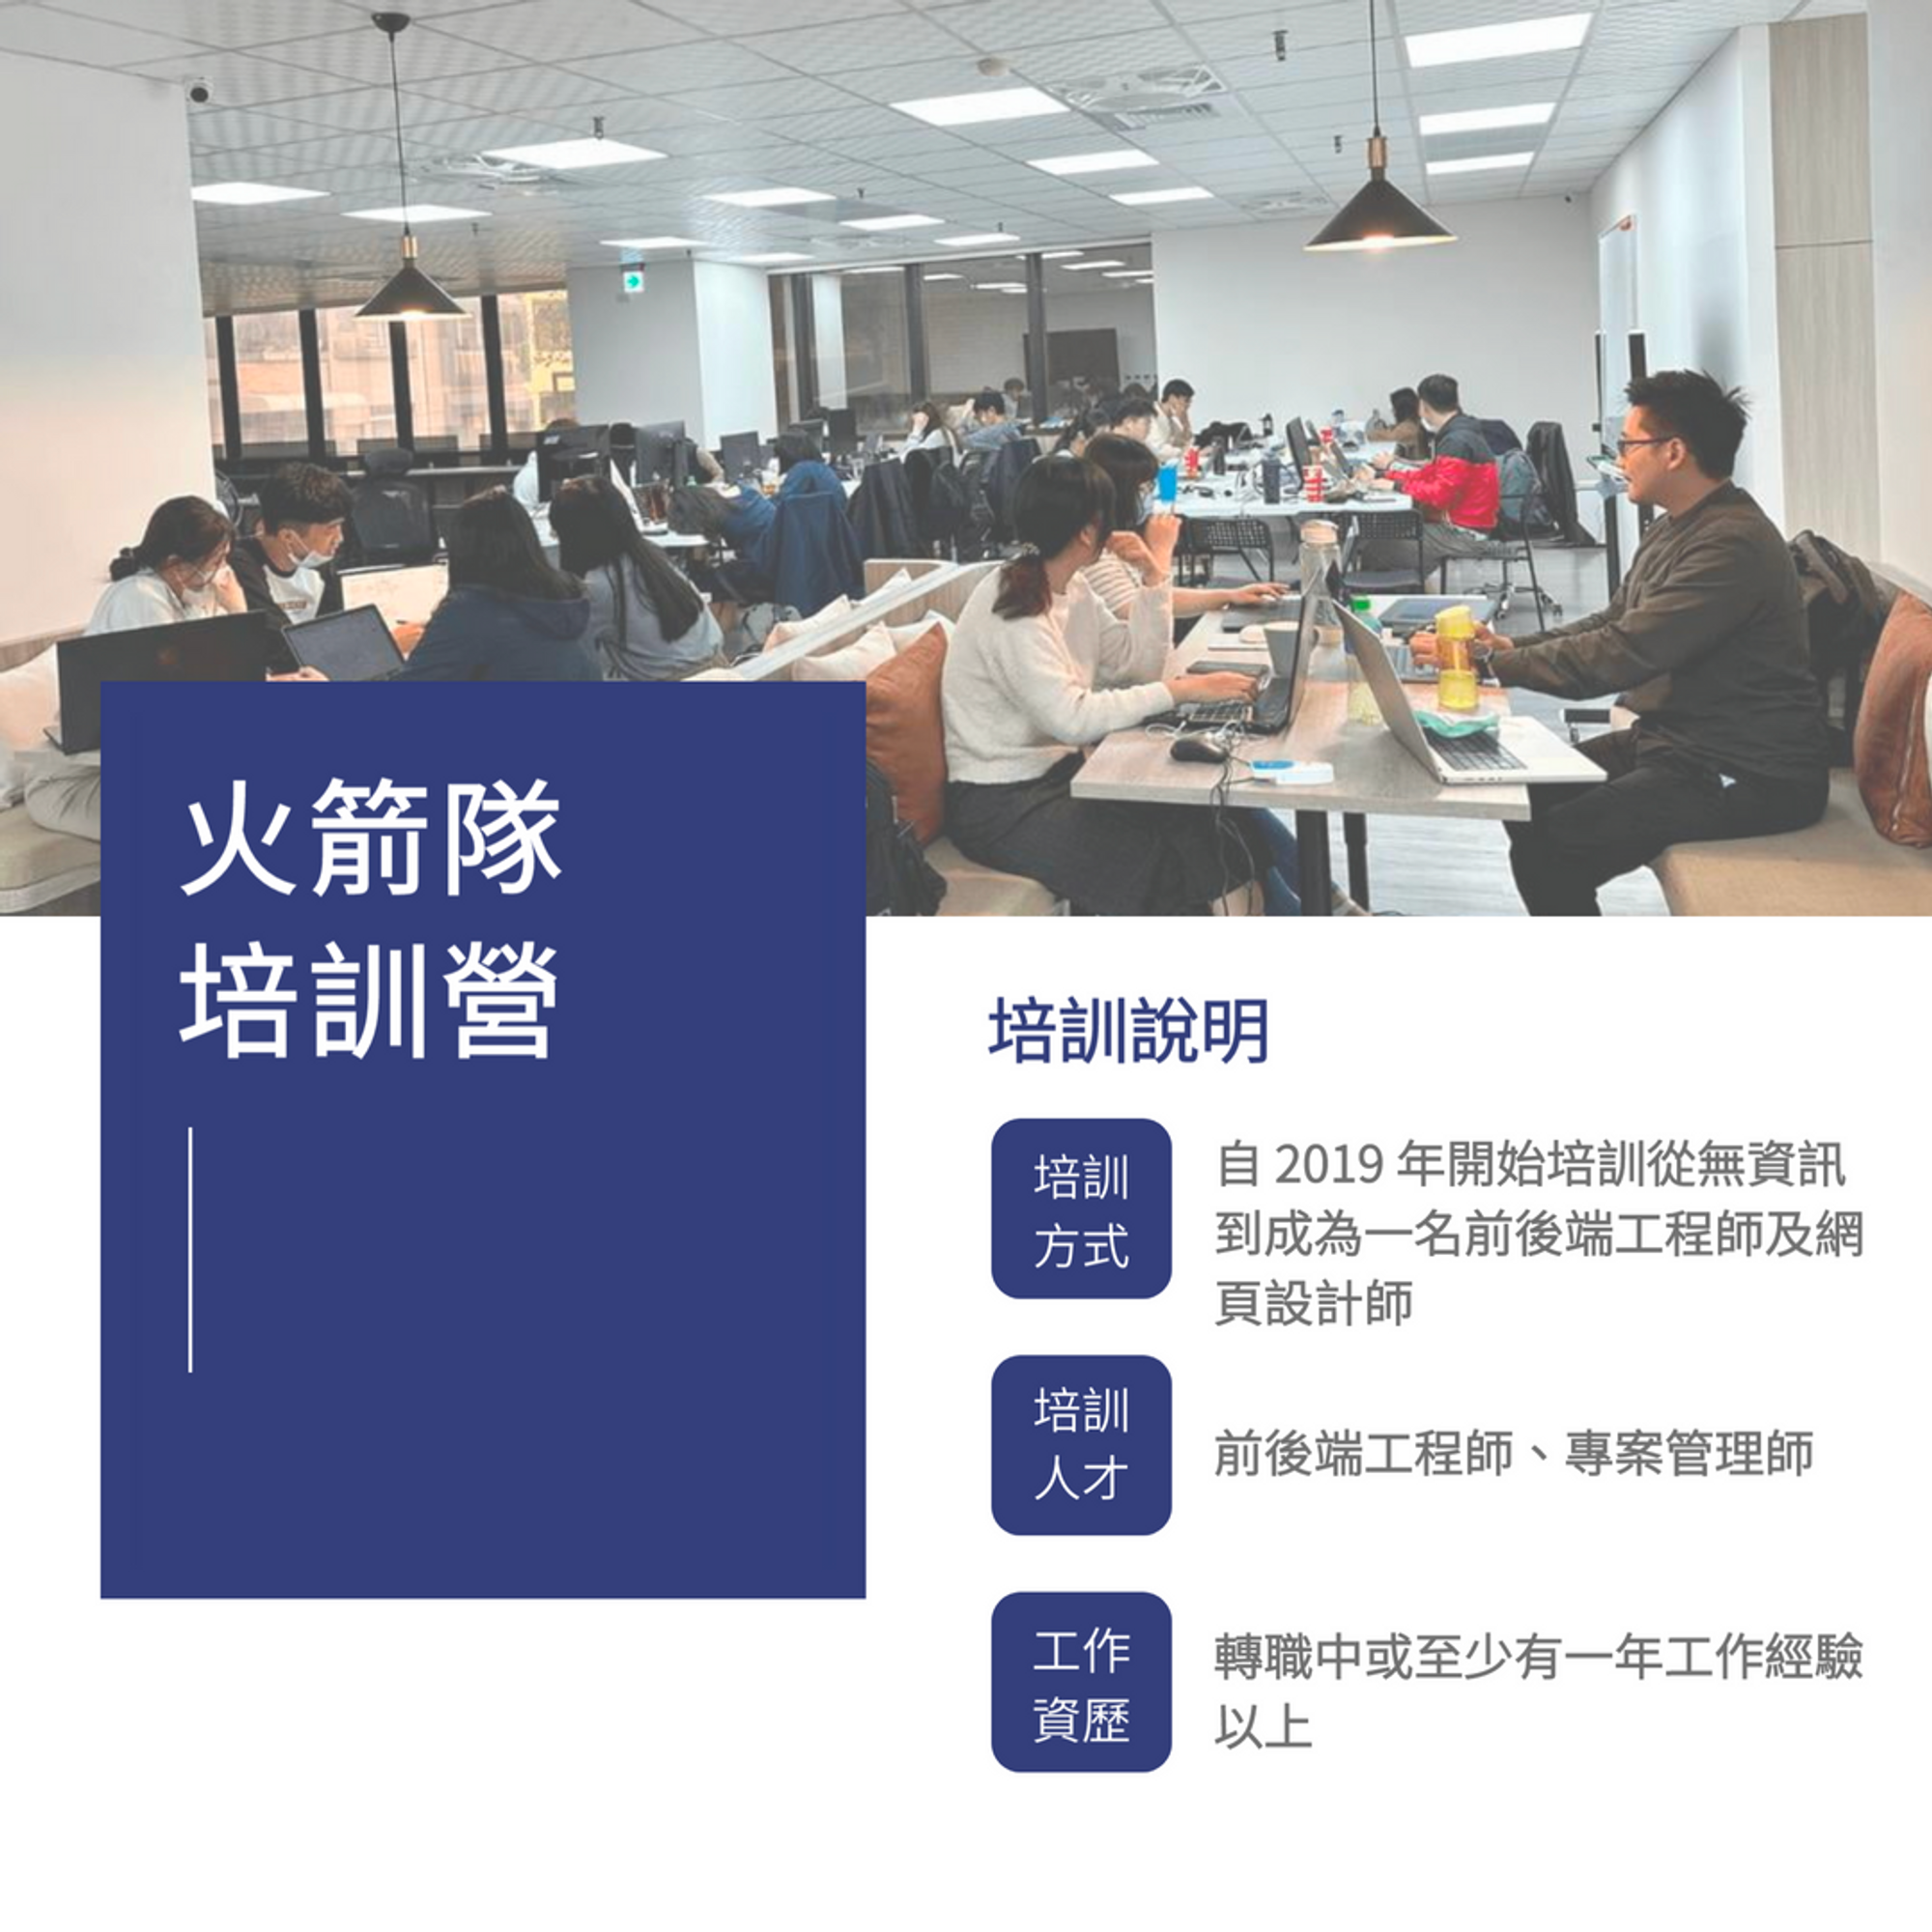 火箭隊
培訓營
培訓說明
培訓
方式
自 2019 年開始培訓從無資訊
到成為一名前後端工程師及網
頁設計師
培訓
人才
前後端工程師、專案管理師
工作
資歷
轉職中或至少有一年工作經驗
以上